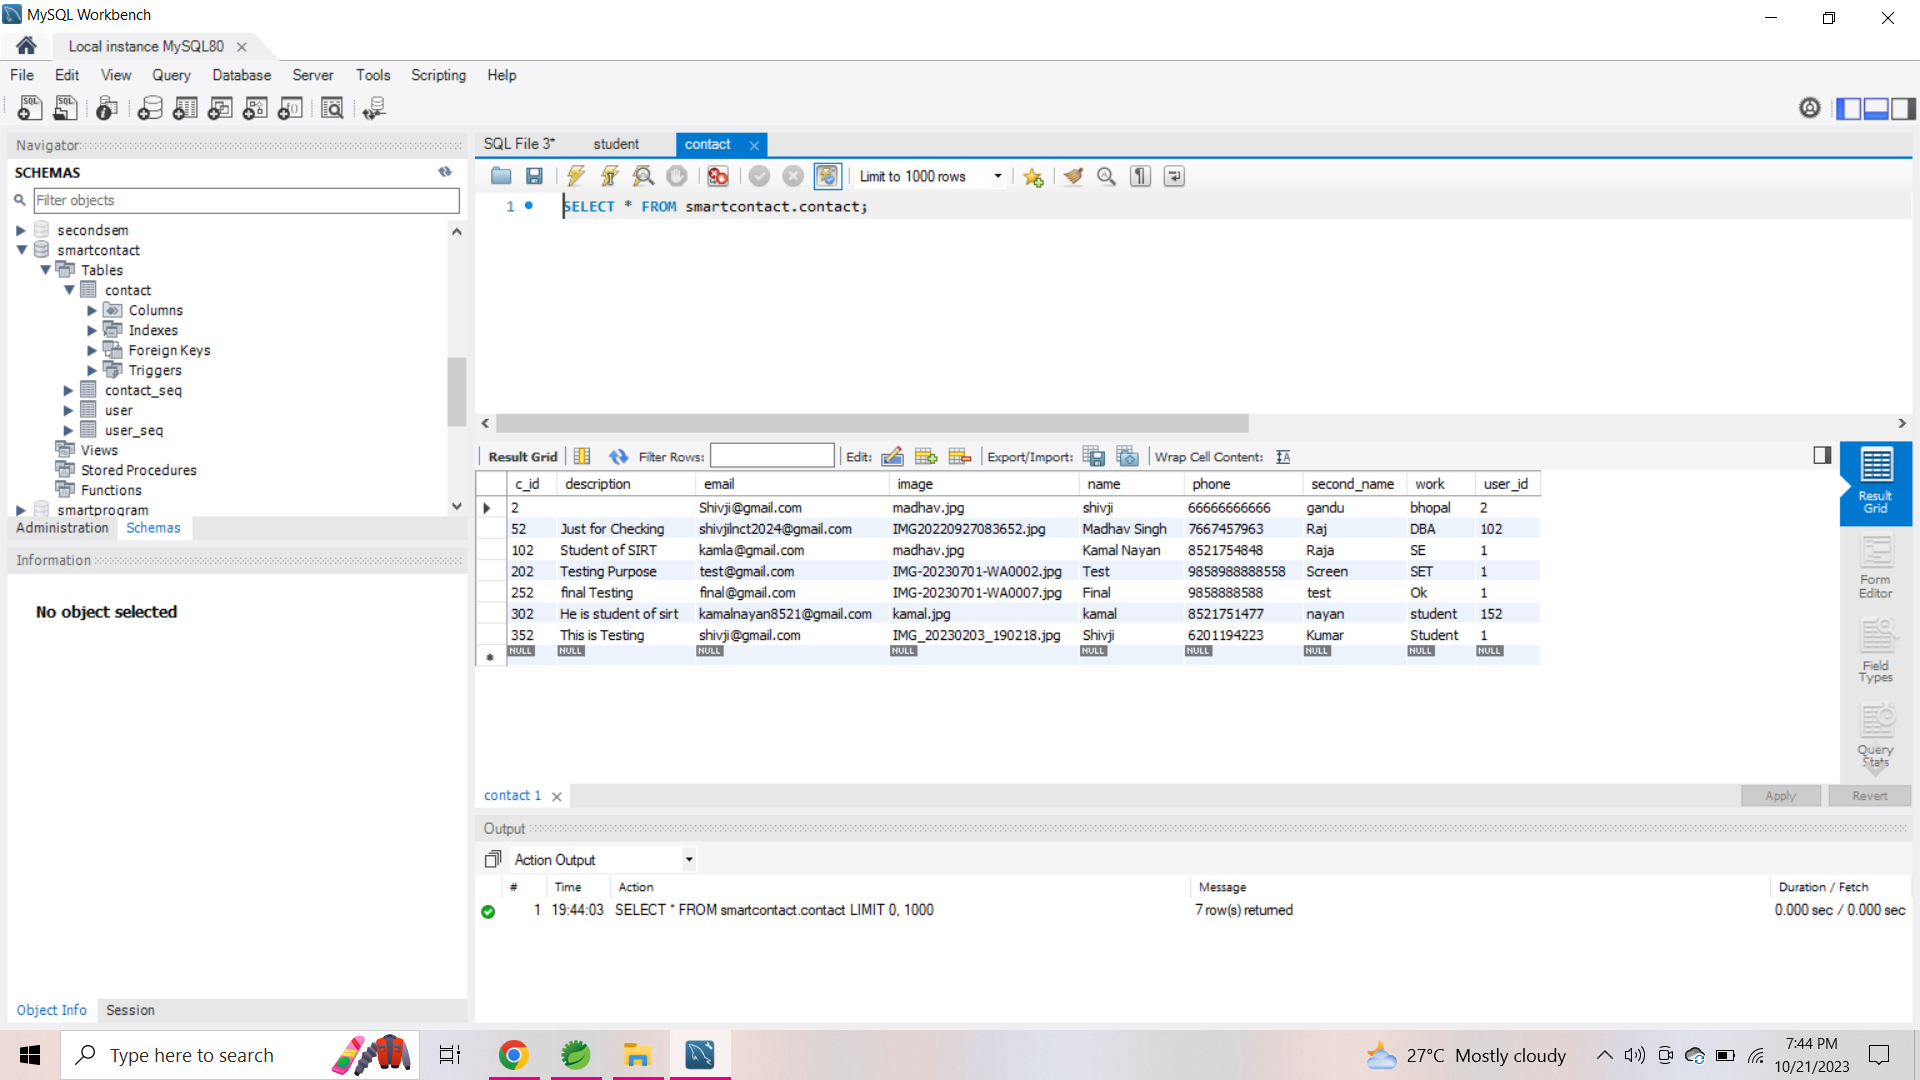 MySQL Workbench
Local instance MySQL80
File Edit View Query Database Server Tools Scripting Help
Navigator
SCHEMAS
Filter objects
secondsem
smartcontact
Tables
contact
Columns
Indexes
Foreign Keys
Triggers
contact_seq
user
user_seq
Views
Stored Procedures
Functions
smartprogram
Administration Schemas
Information
No object selected
Object Info Session
SQL File 3* student contact
Limit to 1000 rows
1 SELECT * FROM smartcontact.contact;
Result Grid Filter Rows: Edit: Export/Import: Wrap Cell Content:
c_id description email image name phone second_name work user_id
2 Shivji@gmail.com madhav.jpg shivji 66666666666 gandu bhopal 2
52 Just for Checking shivjilnct2024@gmail.com IMG20220927083652.jpg Madhav Singh 7667457963 Raj DBA 102
102 Student of SIRT kamla@gmail.com madhav.jpg Kamal Nayan 8521754848 Raja SE 1
202 Testing Purpose test@gmail.com IMG-20230701-WA0002.jpg Test 9858988888558 Screen SET 1
252 final Testing final@gmail.com IMG-20230701-WA0007.jpg Final 9858888588 test Ok 1
302 He is student of sirt kamalnayan8521@gmail.com kamal.jpg kamal 8521751477 nayan student 152
352 This is Testing shivji@gmail.com IMG_20230203_190218.jpg Shivji 6201194223 Kumar Student 1
NULL NULL NULL NULL NULL NULL NULL NULL NULL
Result
Grid
Form
Editor
Field
Types
Query
Stats
contact 1
Apply Revert
Output
Action Output
# Time Action Message Duration / Fetch
1 19:44:03 SELECT * FROM smartcontact.contact LIMIT 0, 1000 7 row(s) returned 0.000 sec / 0.000 sec
Type here to search
27°C Mostly cloudy
7:44 PM
10/21/2023